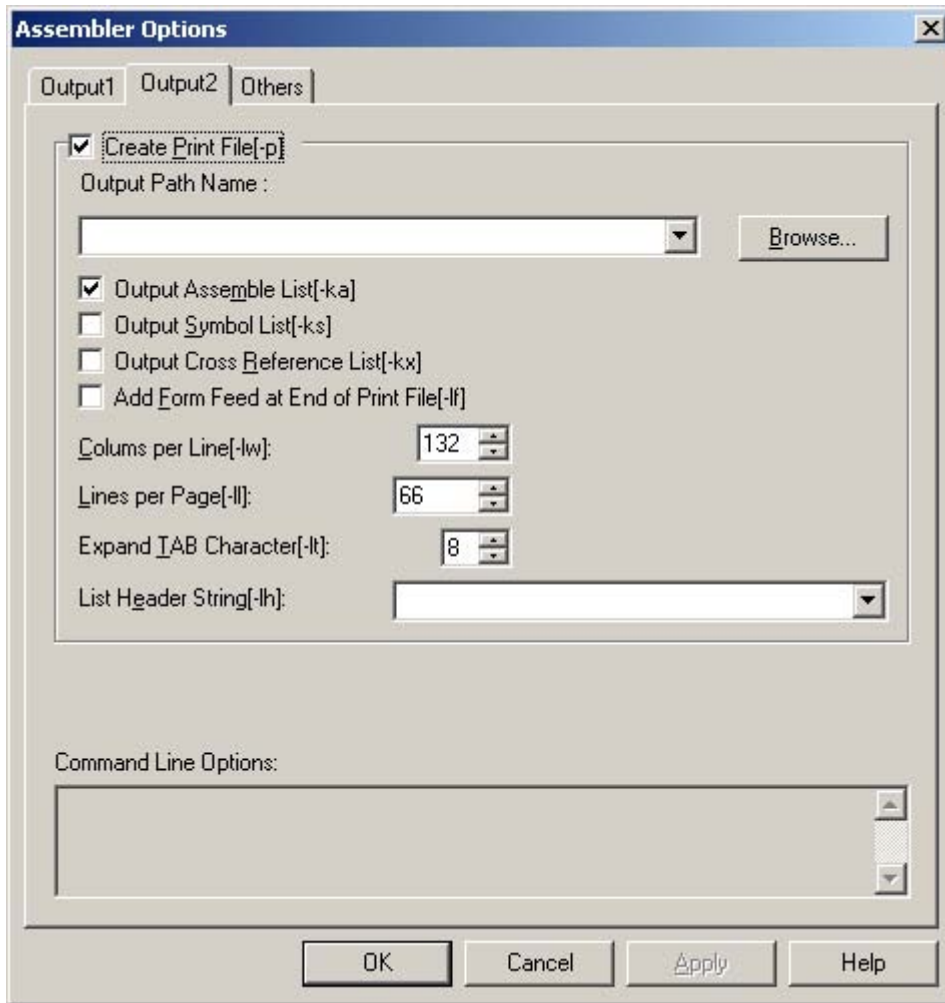 Assembler Options
Output1 Output2 Others
Create Print File[-p]
Output Path Name :
Browse...
Output Assemble List[-ka]
Output Symbol List[-ks]
Output Cross Reference List[-kx]
Add Form Feed at End of Print File[-lf]
Colums per Line[-lw]: 132
Lines per Page[-ll]: 66
Expand TAB Character[-lt]: 8
List Header String[-lh]:
Command Line Options:
OK Cancel Apply Help